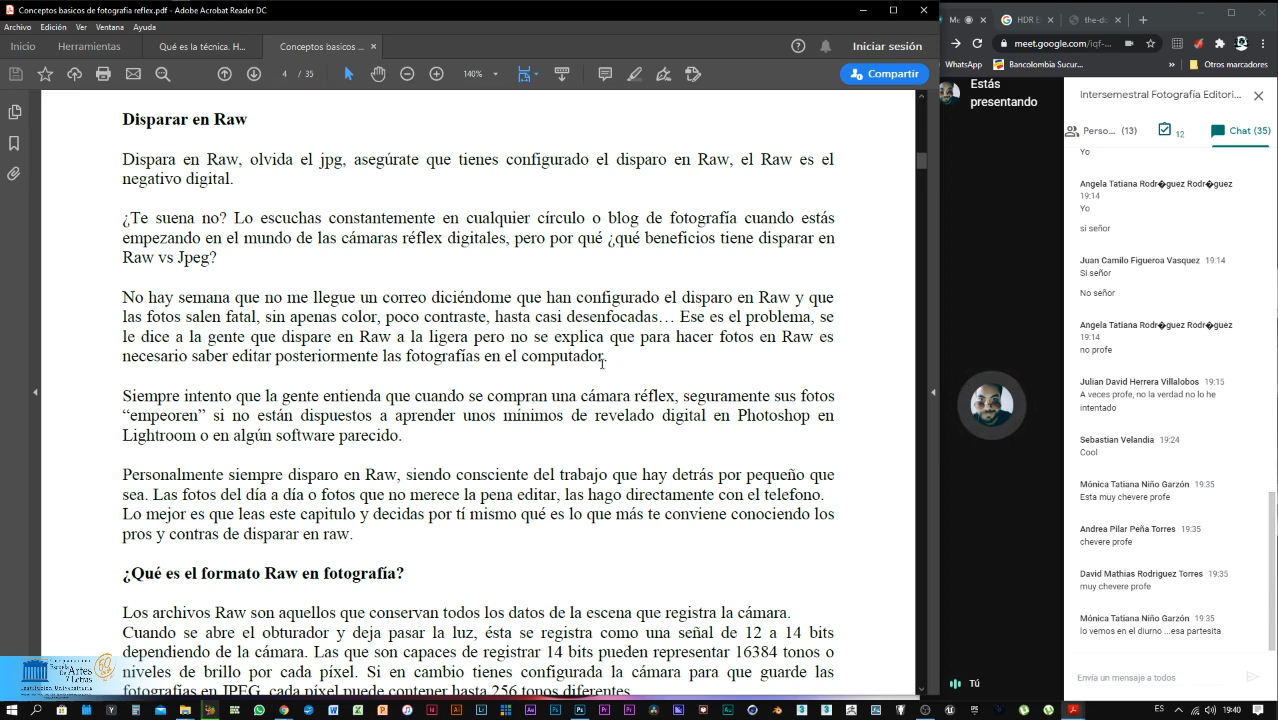 Conceptos basicos de fotografia reflex.pdf - Adobe Acrobat Reader DC
Archivo Edición Ver Ventana Ayuda
Inicio Herramientas Qué es la técnica. H... Conceptos basicos ... × Iniciar sesión
4 / 35 140% Compartir
Disparar en Raw
Dispara en Raw, olvida el jpg, asegúrate que tienes configurado el disparo en Raw, el Raw es el
negativo digital.
¿Te suena no? Lo escuchas constantemente en cualquier círculo o blog de fotografía cuando estás
empezando en el mundo de las cámaras réflex digitales, pero por qué ¿qué beneficios tiene disparar en
Raw vs Jpeg?
No hay semana que no me llegue un correo diciéndome que han configurado el disparo en Raw y que
las fotos salen fatal, sin apenas color, poco contraste, hasta casi desenfocadas… Ese es el problema, se
le dice a la gente que dispare en Raw a la ligera pero no se explica que para hacer fotos en Raw es
necesario saber editar posteriormente las fotografías en el computador.
Siempre intento que la gente entienda que cuando se compran una cámara réflex, seguramente sus fotos
“empeoren” si no están dispuestos a aprender unos mínimos de revelado digital en Photoshop en
Lightroom o en algún software parecido.
Personalmente siempre disparo en Raw, siendo consciente del trabajo que hay detrás por pequeño que
sea. Las fotos del día a día o fotos que no merece la pena editar, las hago directamente con el telefono.
Lo mejor es que leas este capitulo y decidas por tí mismo qué es lo que más te conviene conociendo los
pros y contras de disparar en raw.
¿Qué es el formato Raw en fotografía?
Los archivos Raw son aquellos que conservan todos los datos de la escena que registra la cámara.
Cuando se abre el obturador y deja pasar la luz, ésta se registra como una señal de 12 a 14 bits
dependiendo de la cámara. Las que son capaces de registrar 14 bits pueden representar 16384 tonos o
niveles de brillo por cada píxel. Si en cambio tienes configurada la cámara para que guarde las
fotografías en JPEG, cada píxel puede contener hasta 256 tonos diferentes.
Me HDR E the-do
meet.google.com/iqf-
WhatsApp Bancolombia Sucur... » Otros marcadores
Estás
presentando
Tú
Intersemestral Fotografía Editori...
Perso... (13) 12 Chat (35)
Yo
Angela Tatiana Rodr�guez Rodr�guez
19:14
Yo
si señor
Juan Camilo Figueroa Vasquez 19:14
Si señor
No señor
Angela Tatiana Rodr�guez Rodr�guez
19:14
no profe
Julian David Herrera Villalobos 19:15
A veces profe, no la verdad no lo he
intentado
Sebastian Velandia 19:24
Cool
Mónica Tatiana Niño Garzón 19:35
Esta muy chevere profe
Andrea Pilar Peña Torres 19:35
chevere profe
David Mathias Rodriguez Torres 19:35
muy chevere profe
Mónica Tatiana Niño Garzón 19:35
lo vemos en el diurno ...esa partesita
Envía un mensaje a todos
ES 19:40